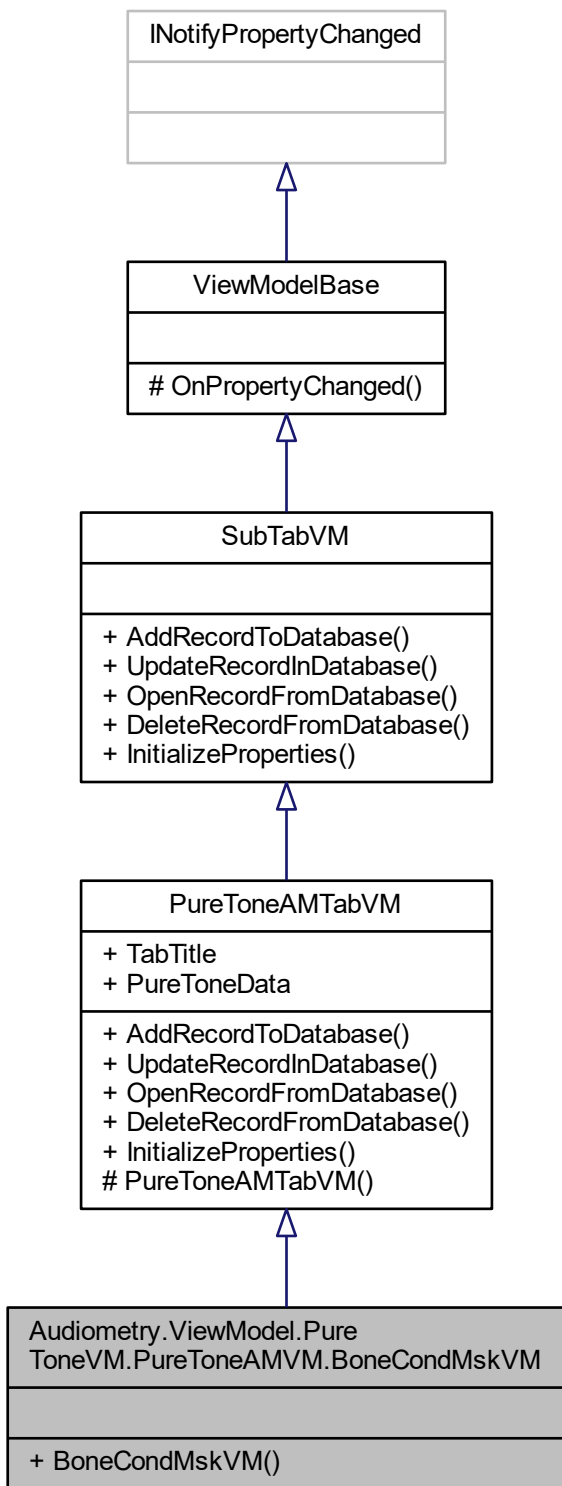 INotifyPropertyChanged
ViewModelBase
# OnPropertyChanged()
SubTabVM
+ AddRecordToDatabase()
+ UpdateRecordInDatabase()
+ OpenRecordFromDatabase()
+ DeleteRecordFromDatabase()
+ InitializeProperties()
PureToneAMTabVM
+ TabTitle
+ PureToneData
+ AddRecordToDatabase()
+ UpdateRecordInDatabase()
+ OpenRecordFromDatabase()
+ DeleteRecordFromDatabase()
+ InitializeProperties()
# PureToneAMTabVM()
Audiometry.ViewModel.Pure
ToneVM.PureToneAMVM.BoneCondMskVM
+ BoneCondMskVM()